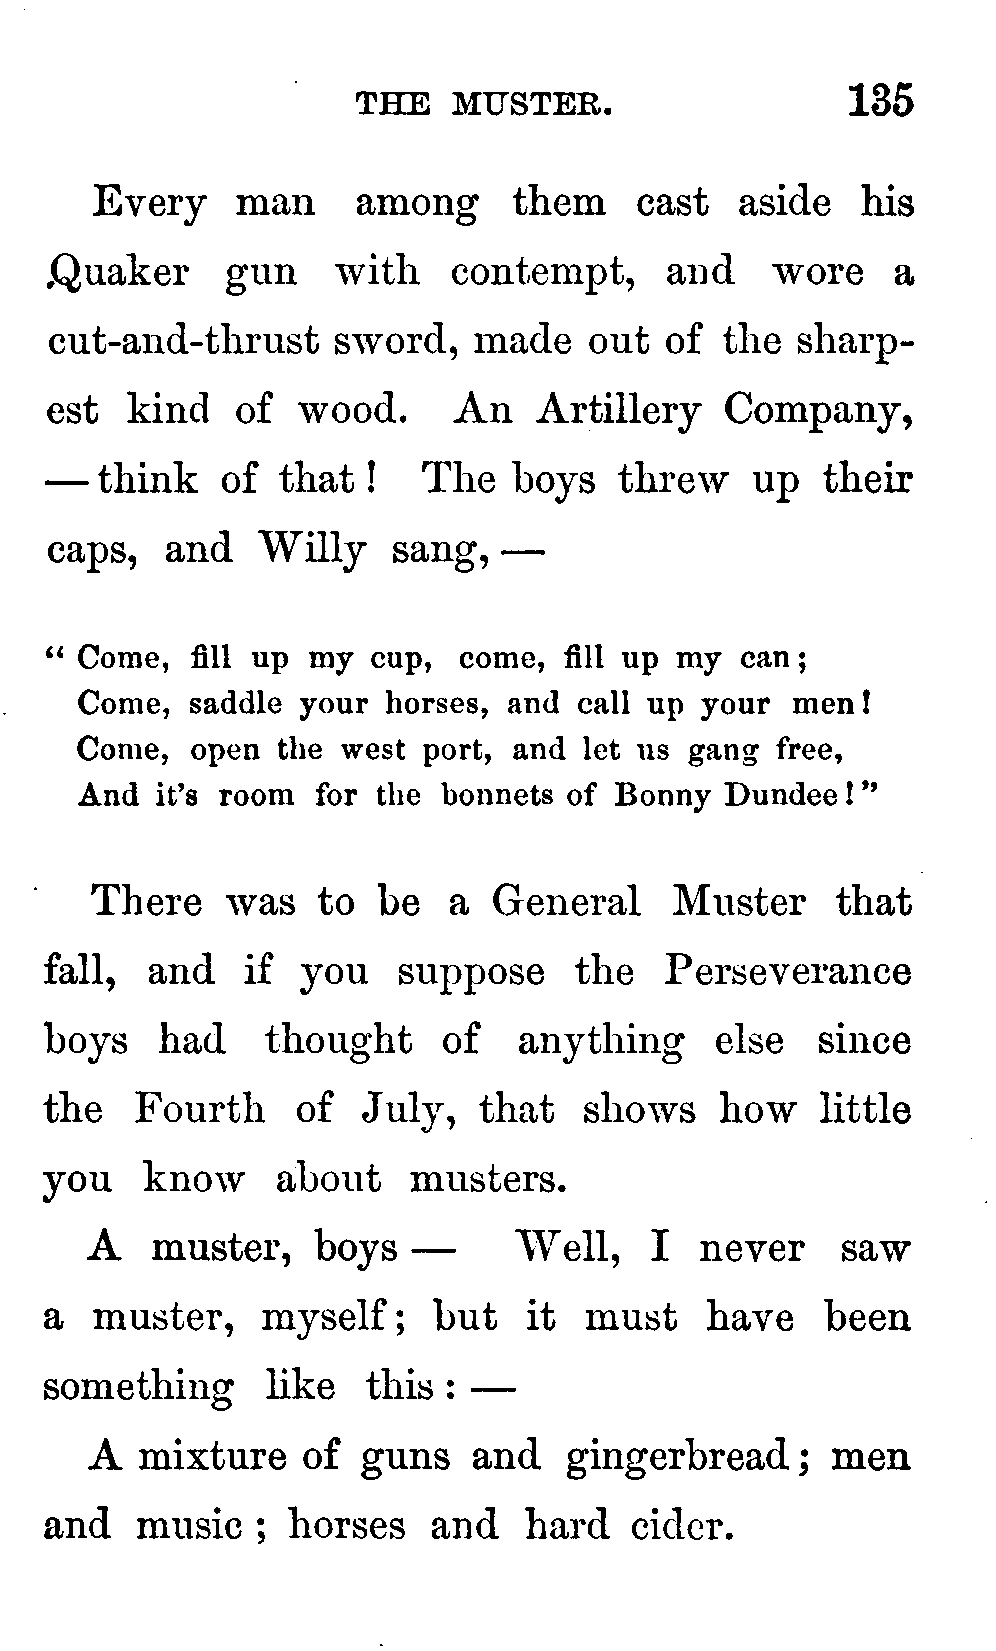 THE MUSTER. 135
Every man among them cast aside his
Quaker gun with contempt, and wore a
cut-and-thrust sword, made out of the sharp-
est kind of wood. An Artillery Company,
— think of that! The boys threw up their
caps, and Willy sang, —
“ Come, fill up my cup, come, fill up my can;
Come, saddle your horses, and call up your men!
Come, open the west port, and let us gang free,
And it’s room for the bonnets of Bonny Dundee!”
There was to be a General Muster that
fall, and if you suppose the Perseverance
boys had thought of anything else since
the Fourth of July, that shows how little
you know about musters.
A muster, boys — Well, I never saw
a muster, myself; but it must have been
something like this: —
A mixture of guns and gingerbread; men
and music; horses and hard cider.